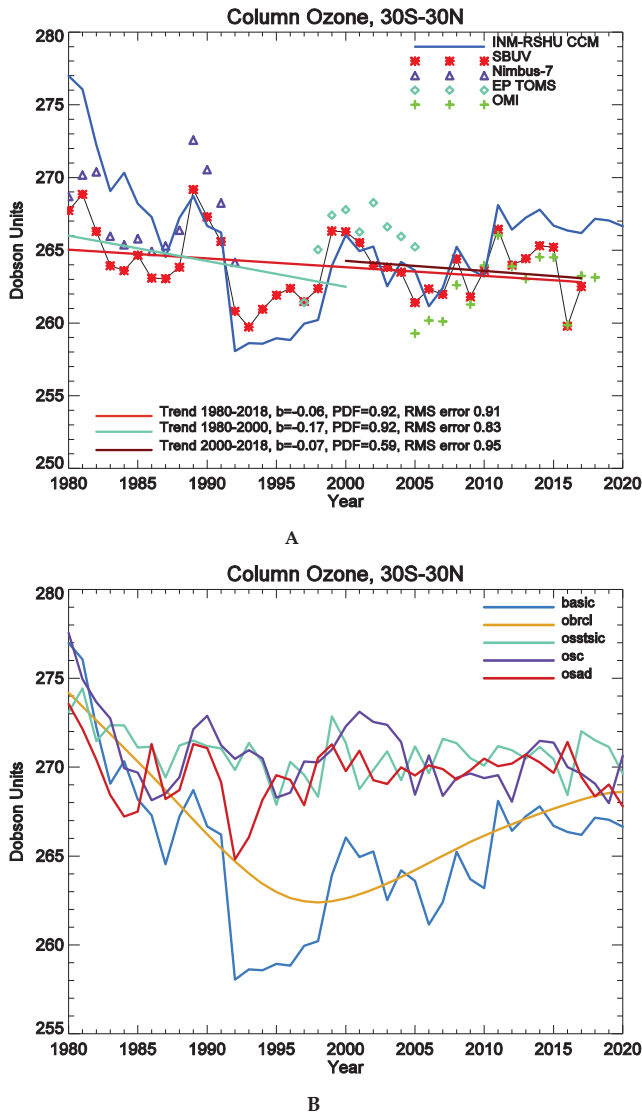 Column Ozone, 30S-30N
280
275
270
265
260
255
250
Dobson Units
INM-RSHU CCM
SBUV
Nimbus-7
EP TOMS
OMI
Trend 1980-2018, b=-0.06, PDF=0.92, RMS error 0.91
Trend 1980-2000, b=-0.17, PDF=0.92, RMS error 0.83
Trend 2000-2018, b=-0.07, PDF=0.59, RMS error 0.95
1980 1985 1990 1995 2000 2005 2010 2015 2020
Year
A
Column Ozone, 30S-30N
280
275
270
265
260
255
Dobson Units
basic
obrcl
osstsic
osc
osad
1980 1985 1990 1995 2000 2005 2010 2015 2020
Year
B